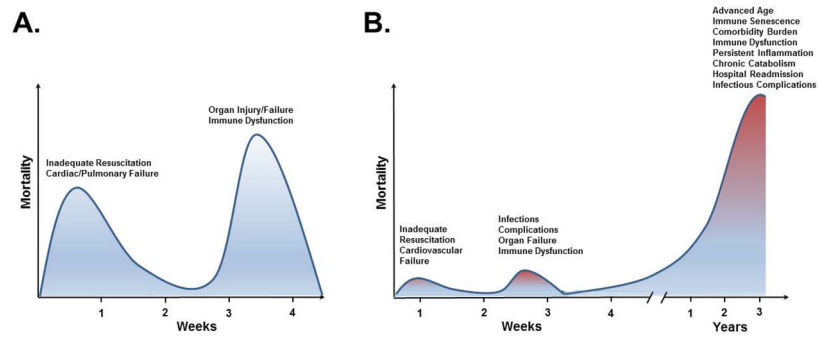 A.
Mortality
Inadequate Resuscitation
Cardiac/Pulmonary Failure
Organ Injury/Failure
Immune Dysfunction
1 2 3 4
Weeks
B.
Mortality
Inadequate
Resuscitation
Cardiovascular
Failure
Infections
Complications
Organ Failure
Immune Dysfunction
Advanced Age
Immune Senescence
Comorbidity Burden
Immune Dysfunction
Persistent Inflammation
Chronic Catabolism
Hospital Readmission
Infectious Complications
1 2 3 4 1 2 3
Weeks Years